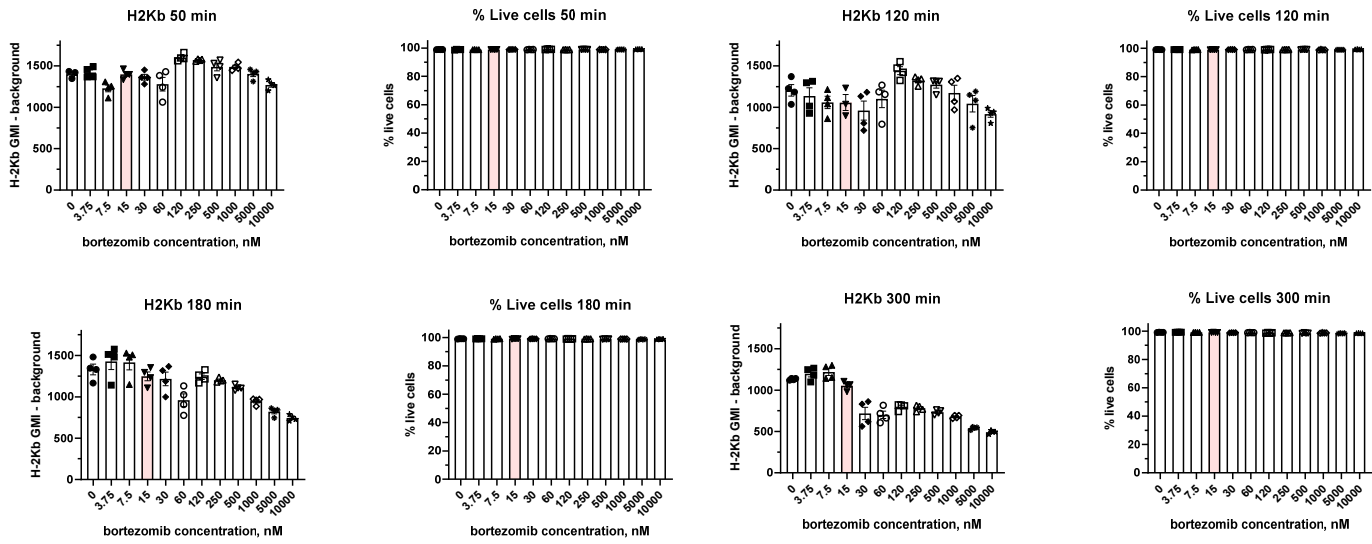 H2Kb 50 min
H-2Kb GMI - background
1500
1000
500
0
0 3.75 7.5 15 30 60 120 250 500 1000 5000 10000
bortezomib concentration, nM
% Live cells 50 min
% live cells
100
80
60
40
20
0
0 3.75 7.5 15 30 60 120 250 500 1000 5000 10000
bortezomib concentration, nM
H2Kb 120 min
H-2Kb GMI - background
1500
1000
500
0
0 3.75 7.5 15 30 60 120 250 500 1000 5000 10000
bortezomib concentration, nM
% Live cells 120 min
% live cells
100
80
60
40
20
0
0 3.75 7.5 15 30 60 120 250 500 1000 5000 10000
bortezomib concentration, nM
H2Kb 180 min
H-2Kb GMI - background
1500
1000
500
0
0 3.75 7.5 15 30 60 120 250 500 1000 5000 10000
bortezomib concentration, nM
% Live cells 180 min
% live cells
100
80
60
40
20
0
0 3.75 7.5 15 30 60 120 250 500 1000 5000 10000
bortezomib concentration, nM
H2Kb 300 min
H-2Kb GMI - background
1500
1000
500
0
0 3.75 7.5 15 30 60 120 250 500 1000 5000 10000
bortezomib concentration, nM
% Live cells 300 min
% live cells
100
80
60
40
20
0
0 3.75 7.5 15 30 60 120 250 500 1000 5000 10000
bortezomib concentration, nM